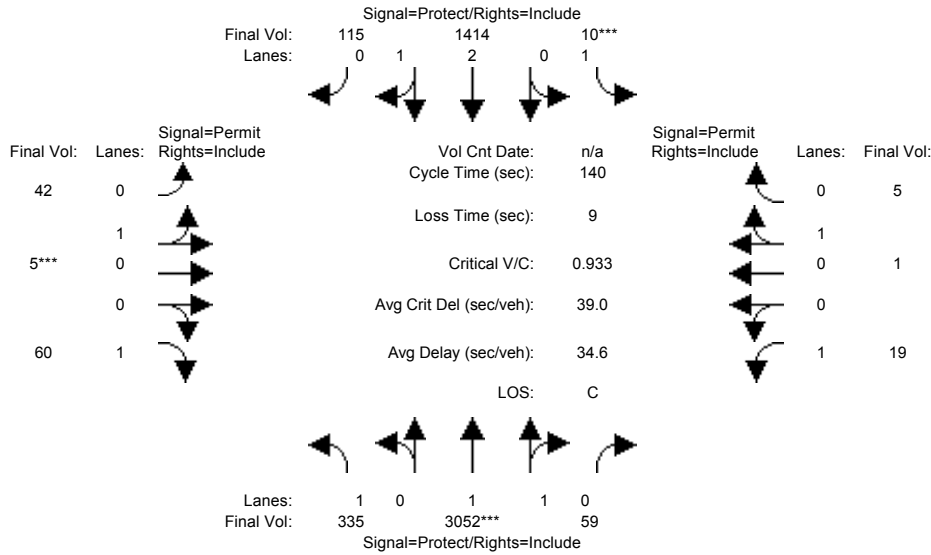 Signal=Protect/Rights=Include
Final Vol: 115 1414 10***
Lanes: 0 1 2 0 1
Signal=Permit Signal=Permit
Final Vol: Lanes: Rights=Include Vol Cnt Date: n/a Rights=Include Lanes: Final Vol:
Cycle Time (sec): 140
42 0 0 5
Loss Time (sec): 9
1 1
5*** 0 Critical V/C: 0.933 0 1
0 Avg Crit Del (sec/veh): 39.0 0
60 1 Avg Delay (sec/veh): 34.6 1 19
LOS: C
Lanes: 1 0 1 1 0
Final Vol: 335 3052*** 59
Signal=Protect/Rights=Include